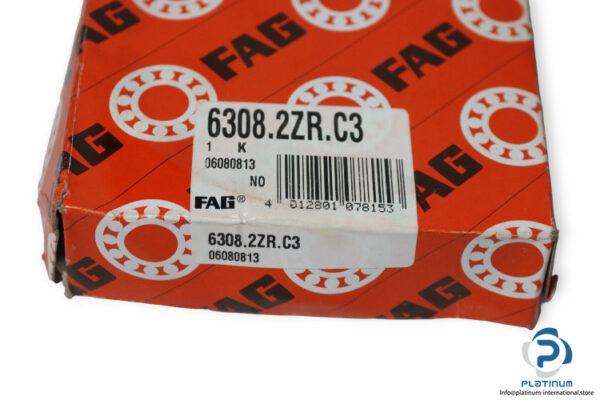 FAG
FAG
FAG
FAG
FAG
FAG
6308.2ZR.C3
1 K
06080813
NO
FAG®
4 012801 078153
6308.2ZR.C3
06080813
PLATINUM
Info@platinum-international.store